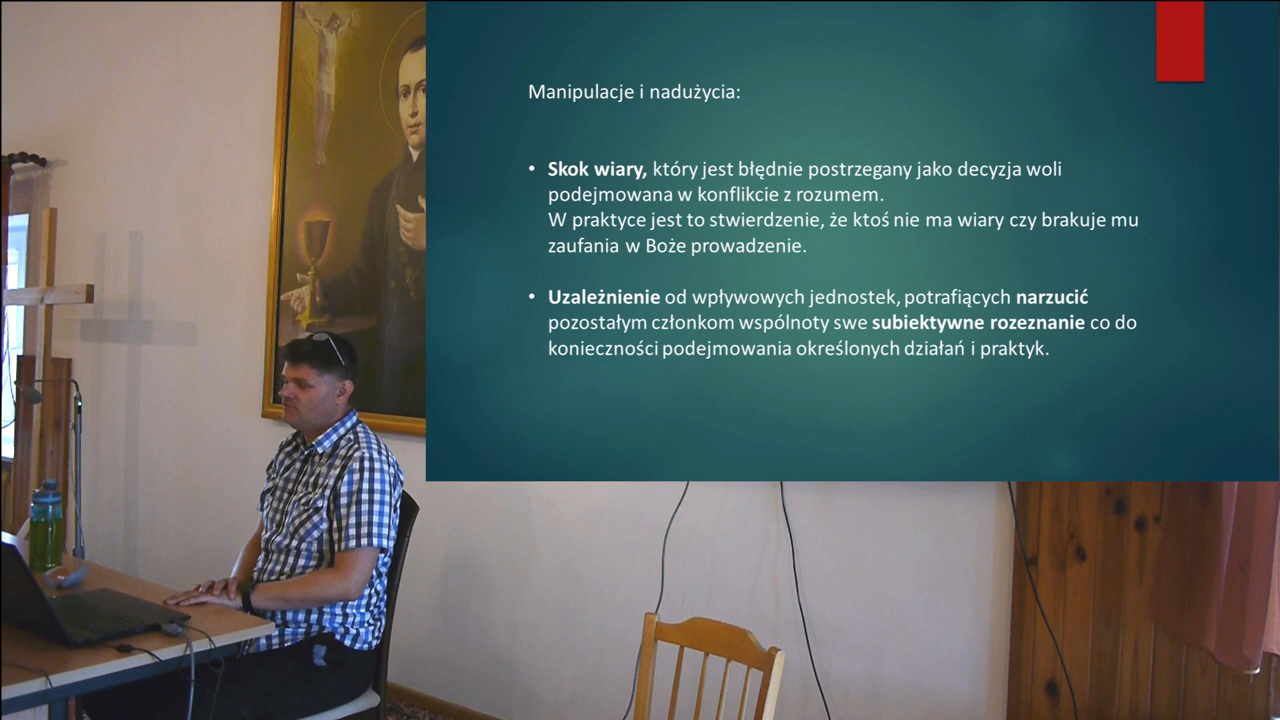 Manipulacje i nadużycia:
• Skok wiary, który jest błędnie postrzegany jako decyzja woli
podejmowana w konflikcie z rozumem.
W praktyce jest to stwierdzenie, że ktoś nie ma wiary czy brakuje mu
zaufania w Boże prowadzenie.
• Uzależnienie od wpływowych jednostek, potrafiących narzucić
pozostałym członkom wspólnoty swe subiektywne rozeznanie co do
konieczności podejmowania określonych działań i praktyk.